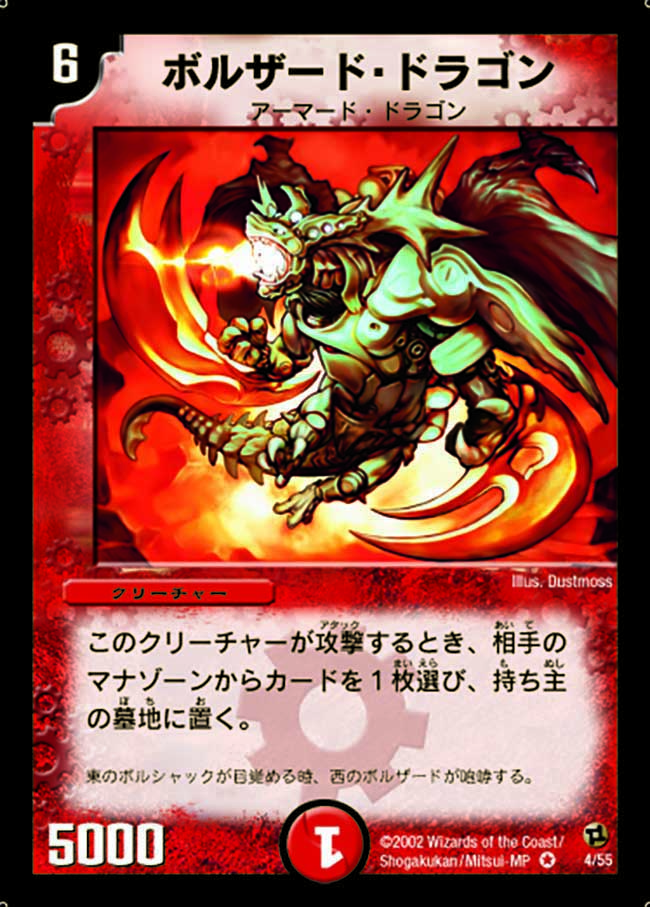 6
ボルザード・ドラゴン
アーマード・ドラゴン
Illus. Dustmoss
クリーチャー
このクリーチャーが攻撃するとき、相手の
マナゾーンからカードを1枚選び、持ち主
の墓地に置く。
東のボルシャックが目覚める時、西のボルザードが咆哮する。
5000
1
©2002 Wizards of the Coast/
Shogakukan/Mitsui-MP
4/55